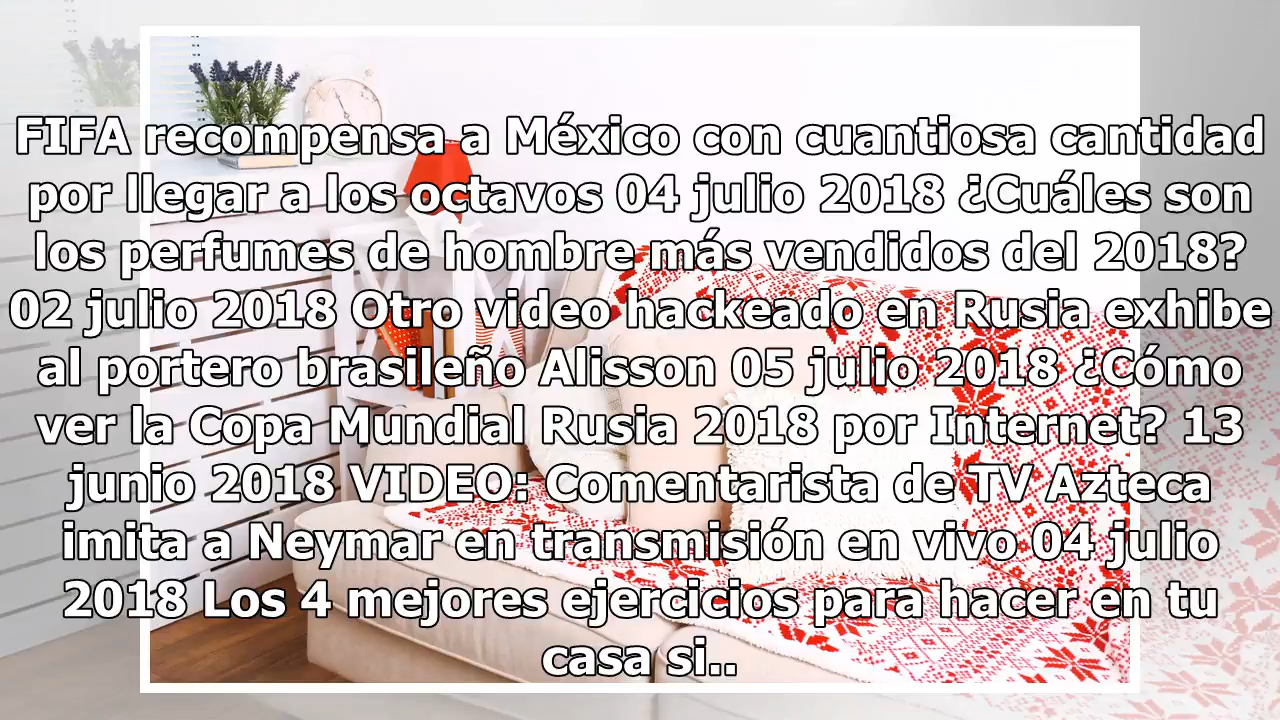 FIFA recompensa a México con cuantiosa cantidad
por llegar a los octavos 04 julio 2018 ¿Cuáles son
los perfumes de hombre más vendidos del 2018?
02 julio 2018 Otro video hackeado en Rusia exhibe
al portero brasileño Alisson 05 julio 2018 ¿Cómo
ver la Copa Mundial Rusia 2018 por Internet? 13
junio 2018 VIDEO: Comentarista de TV Azteca
imita a Neymar en transmisión en vivo 04 julio
2018 Los 4 mejores ejercicios para hacer en tu
casa si..